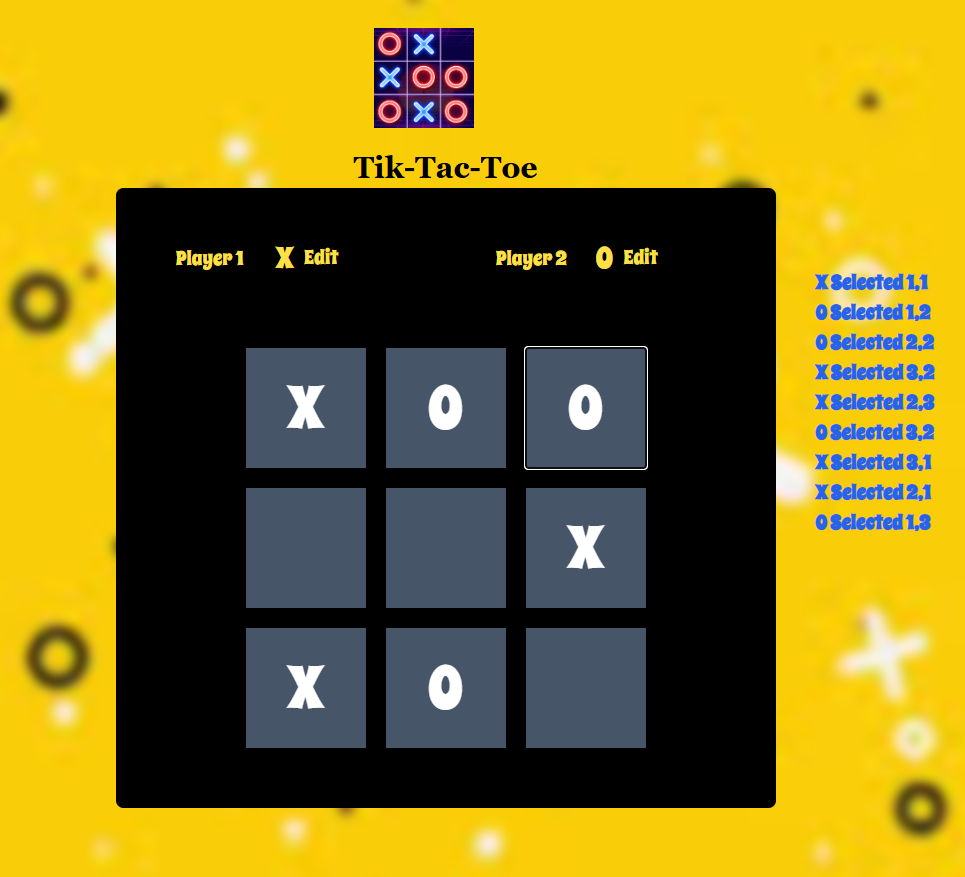 Tik-Tac-Toe
Player 1 X Edit Player 2 O Edit
X O O
X
X O
X Selected 1,1
O Selected 1,2
O Selected 2,2
X Selected 3,2
X Selected 2,3
O Selected 3,2
X Selected 3,1
X Selected 2,1
O Selected 1,3